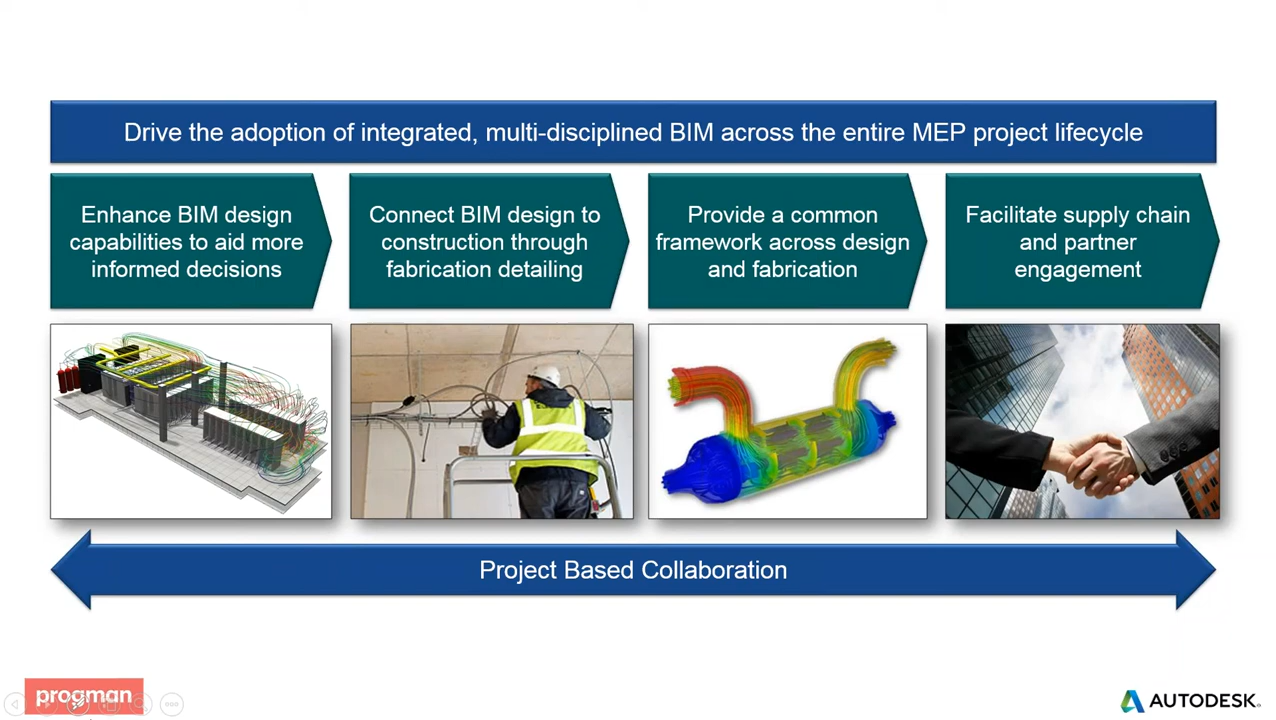 Drive the adoption of integrated, multi-disciplined BIM across the entire MEP project lifecycle
Enhance BIM design
capabilities to aid more
informed decisions
Connect BIM design to
construction through
fabrication detailing
Provide a common
framework across design
and fabrication
Facilitate supply chain
and partner
engagement
Project Based Collaboration
progman
AUTODESK.